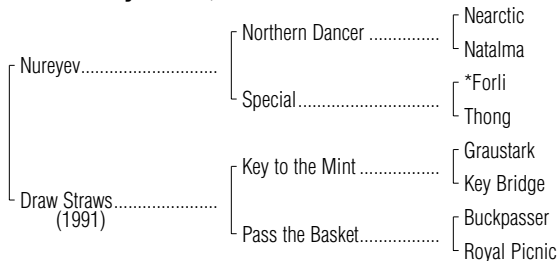 Nearctic
Northern Dancer ................
Natalma
Nureyev..............................
*Forli
Special................................
Thong
Graustark
Key to the Mint ..................
Key Bridge
Draw Straws......................
(1991)
Buckpasser
Pass the Basket..................
Royal Picnic